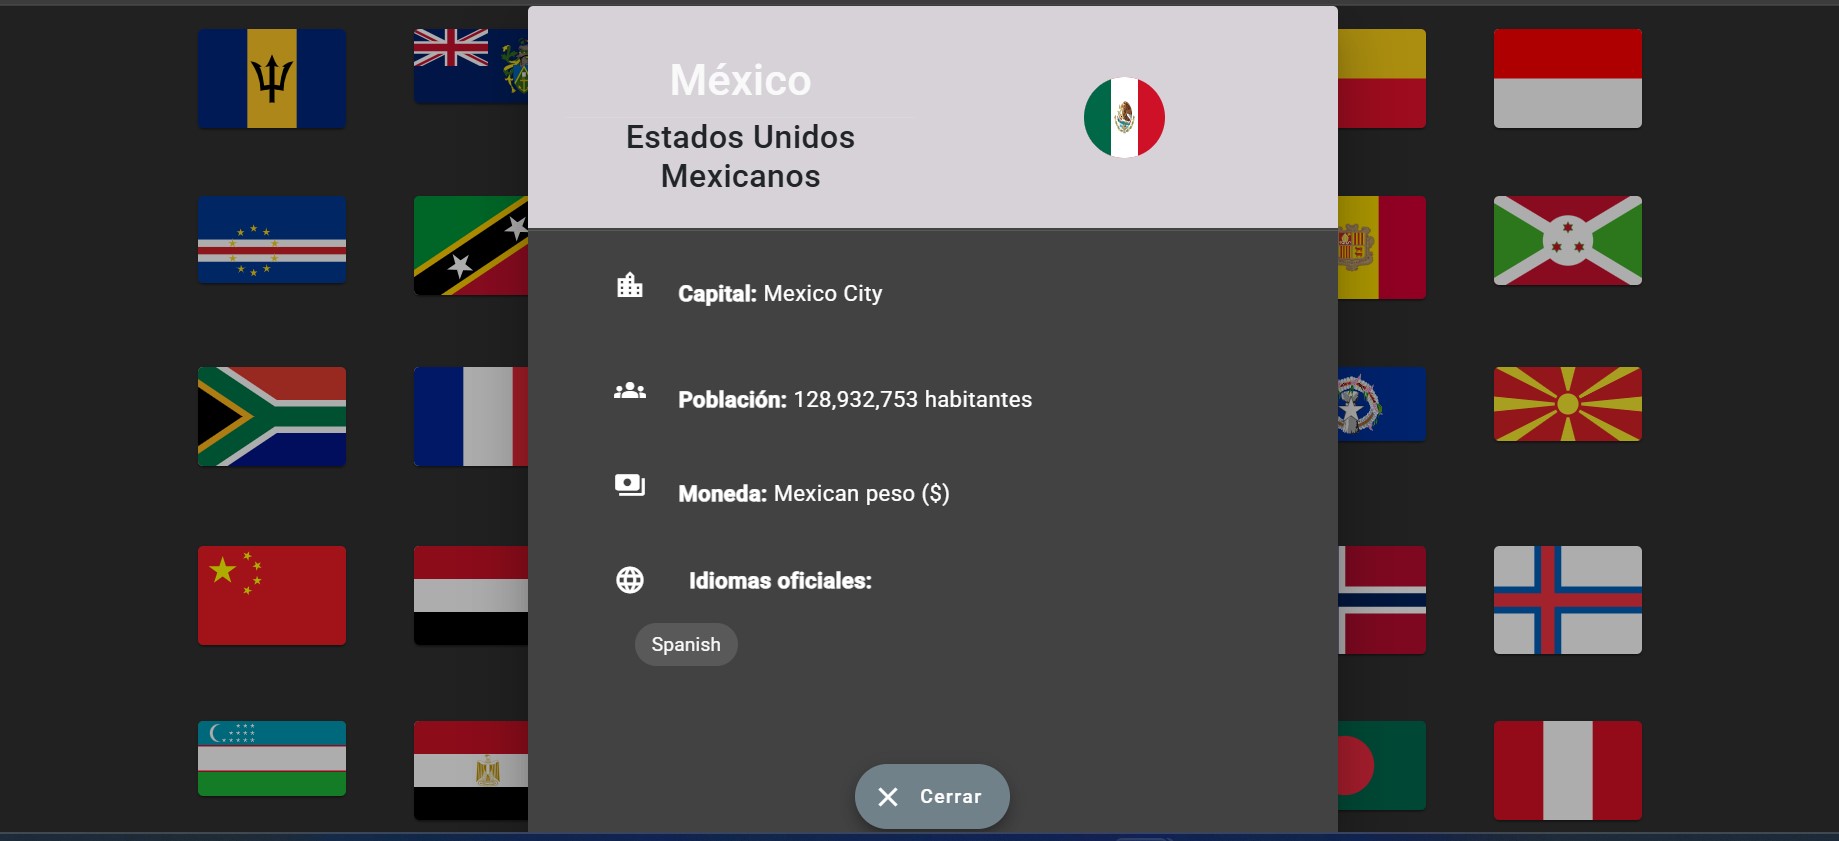 México
Estados Unidos
Mexicanos
Capital: Mexico City
Población: 128,932,753 habitantes
Moneda: Mexican peso ($)
Idiomas oficiales:
Spanish
Cerrar